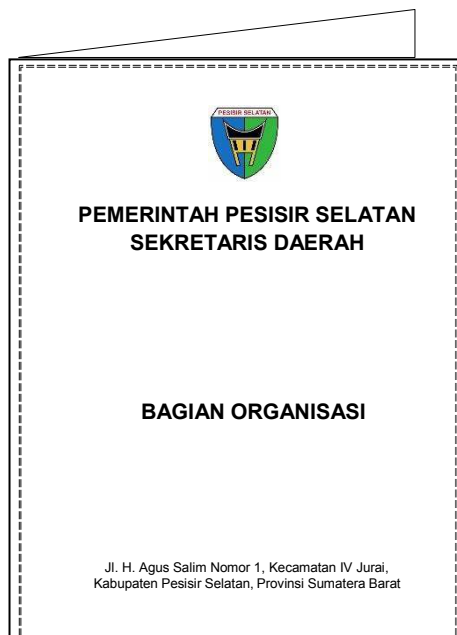 PESISIR SELATAN
PEMERINTAH PESISIR SELATAN
SEKRETARIS DAERAH
BAGIAN ORGANISASI
Jl. H. Agus Salim Nomor 1, Kecamatan IV Jurai,
Kabupaten Pesisir Selatan, Provinsi Sumatera Barat